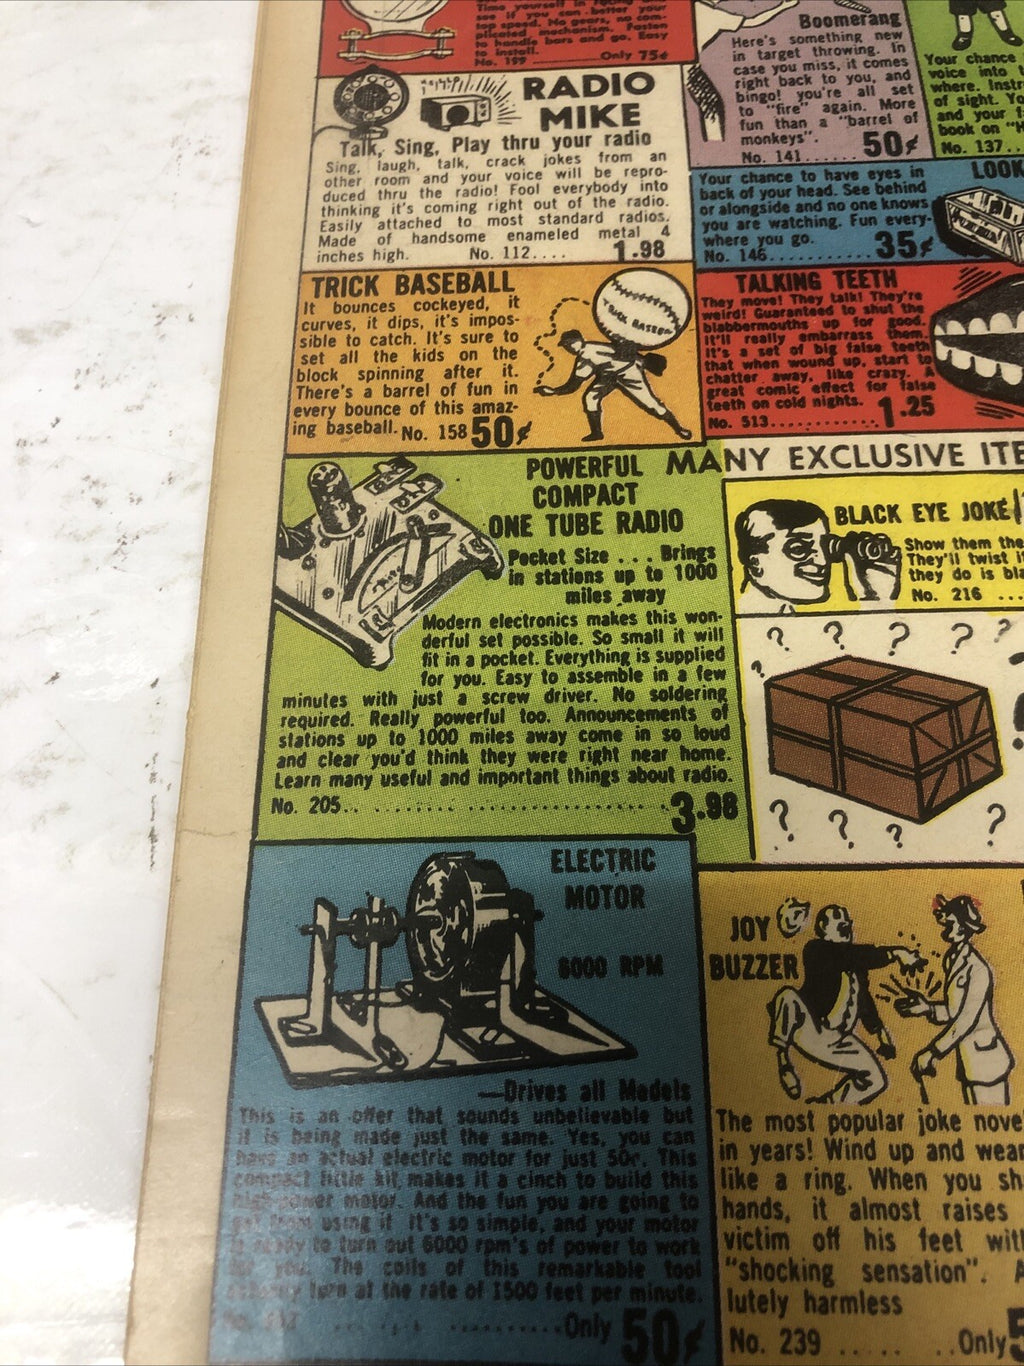 Time yourself in racing
see if you can better your
top speed. No gears, no com-
plicated mechanism. Fasten
to handle bars and go. Easy
to install.
No. 199 Only 75¢
RADIO
MIKE
Talk, Sing, Play thru your radio
Sing, laugh, talk, crack jokes from an
other room and your voice will be repro-
duced thru the radio! Fool everybody into
thinking it's coming right out of the radio.
Easily attached to most standard radios.
Made of handsome enameled metal 4
inches high. No. 112.... 1.98
TRICK BASEBALL
It bounces cockeyed, it
curves, it dips, it's impos-
sible to catch. It's sure to
set all the kids on the
block spinning after it.
There's a barrel of fun in
every bounce of this amaz-
ing baseball. No. 158 50¢
TRICK BASEB
POWERFUL
COMPACT
ONE TUBE RADIO
Pocket Size ... Brings
in stations up to 1000
miles away
Modern electronics makes this won-
derful set possible. So small it will
fit in a pocket. Everything is supplied
for you. Easy to assemble in a few
minutes with just a screw driver. No soldering
required. Really powerful too. Announcements of
stations up to 1000 miles away come in so loud
and clear you'd think they were right near home.
Learn many useful and important things about radio.
No. 205 3.98
ELECTRIC
MOTOR
6000 RPM
—Drives all Models
This is an offer that sounds unbelievable but
it is being made just the same. Yes, you can
have an actual electric motor for just 50¢. This
compact little kit makes it a cinch to build this
high-power motor. And the fun you are going to
get from using it It's so simple, and your motor
is ready to turn out 6000 rpm's of power to work
for you. The coils of this remarkable tool
actually turn at the rate of 1500 feet per minute.
Only 50¢
Boomerang
Here's something new
in target throwing. In
case you miss, it comes
right back to you, and
bingo! you're all set
to "fire" again. More
fun than a "barrel of
monkeys".
No. 141...... 50¢
Your chance
voice into
where. Instr
of sight. Yo
and your f
book on "
No. 137..
LOOK
Your chance to have eyes in
back of your head. See behind
or alongside and no one knows
you are watching. Fun every-
where you go. 35¢
No. 146............
TALKING TEETH
They move! They talk! They're
weird! Guaranteed to shut the
blabbermouths up for good.
It'll really embarrass them
It's a set of big false teeth
that when wound up, start to
chatter away, like crazy. A
great comic effect for false
teeth on cold nights. 1.25
No. 513............
MANY EXCLUSIVE ITE
BLACK EYE JOKE
Show them the
They'll twist i
they do is bla
No. 216 ...
? ? ? ? ?
?
? ? ? ?
JOY
BUZZER
The most popular joke nove
in years! Wind up and wear
like a ring. When you sh
hands, it almost raises
victim off his feet wit
"shocking sensation". A
lutely harmless
No. 239 ..... ..Only 5